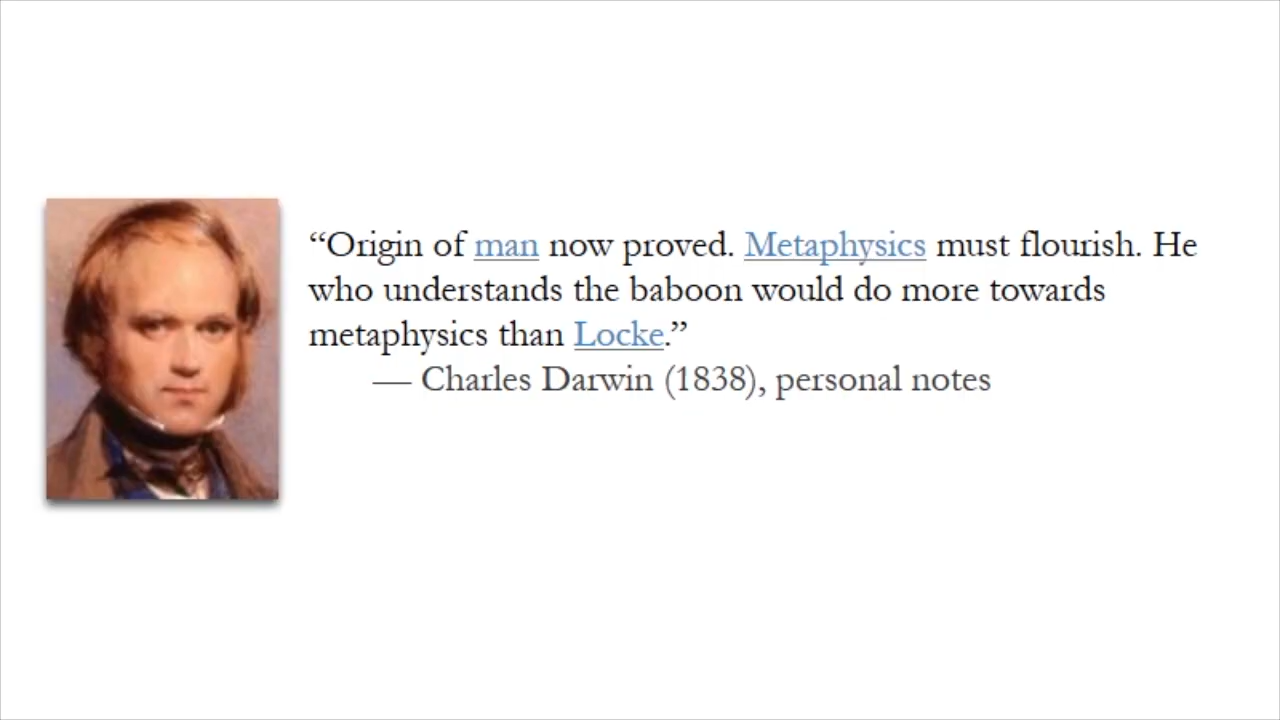 “Origin of man now proved. Metaphysics must flourish. He
who understands the baboon would do more towards
metaphysics than Locke.”
— Charles Darwin (1838), personal notes